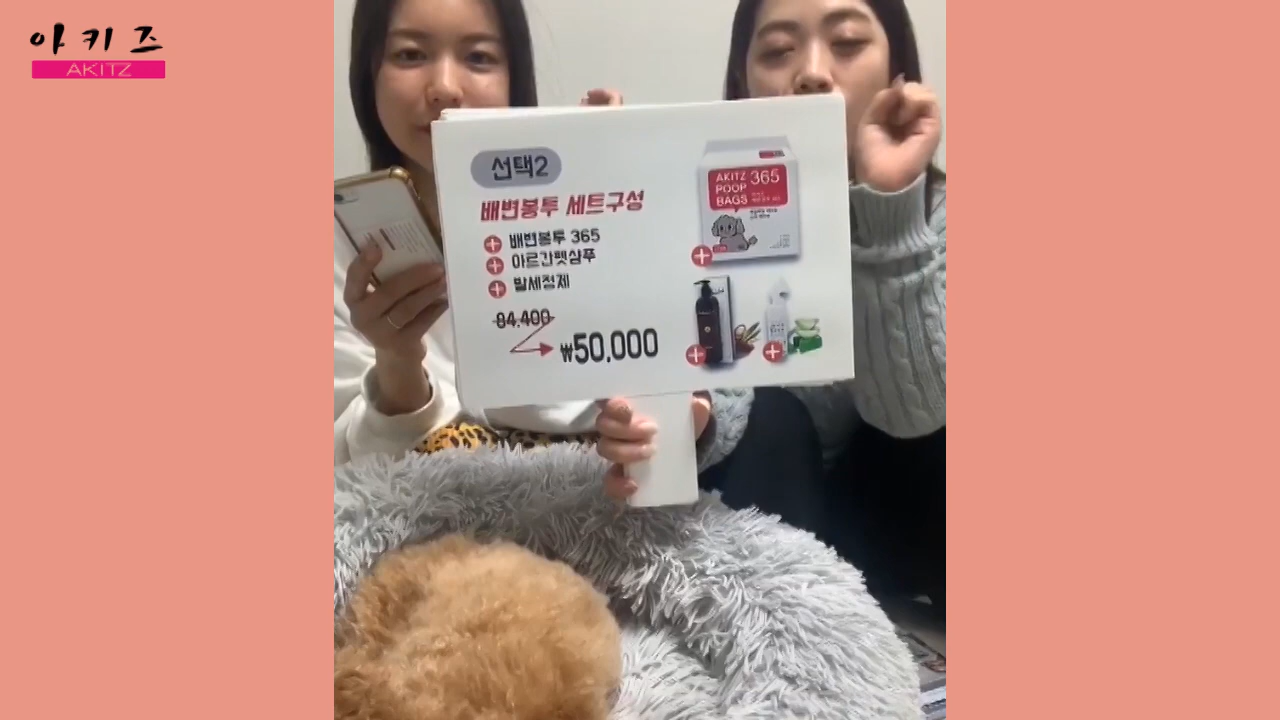 아키즈
AKITZ
선택2
배변봉투 세트구성
배변봉투 365
아르간펫샴푸
발세정제
84,400
₩50,000
AKITZ 365
POOP
BAGS